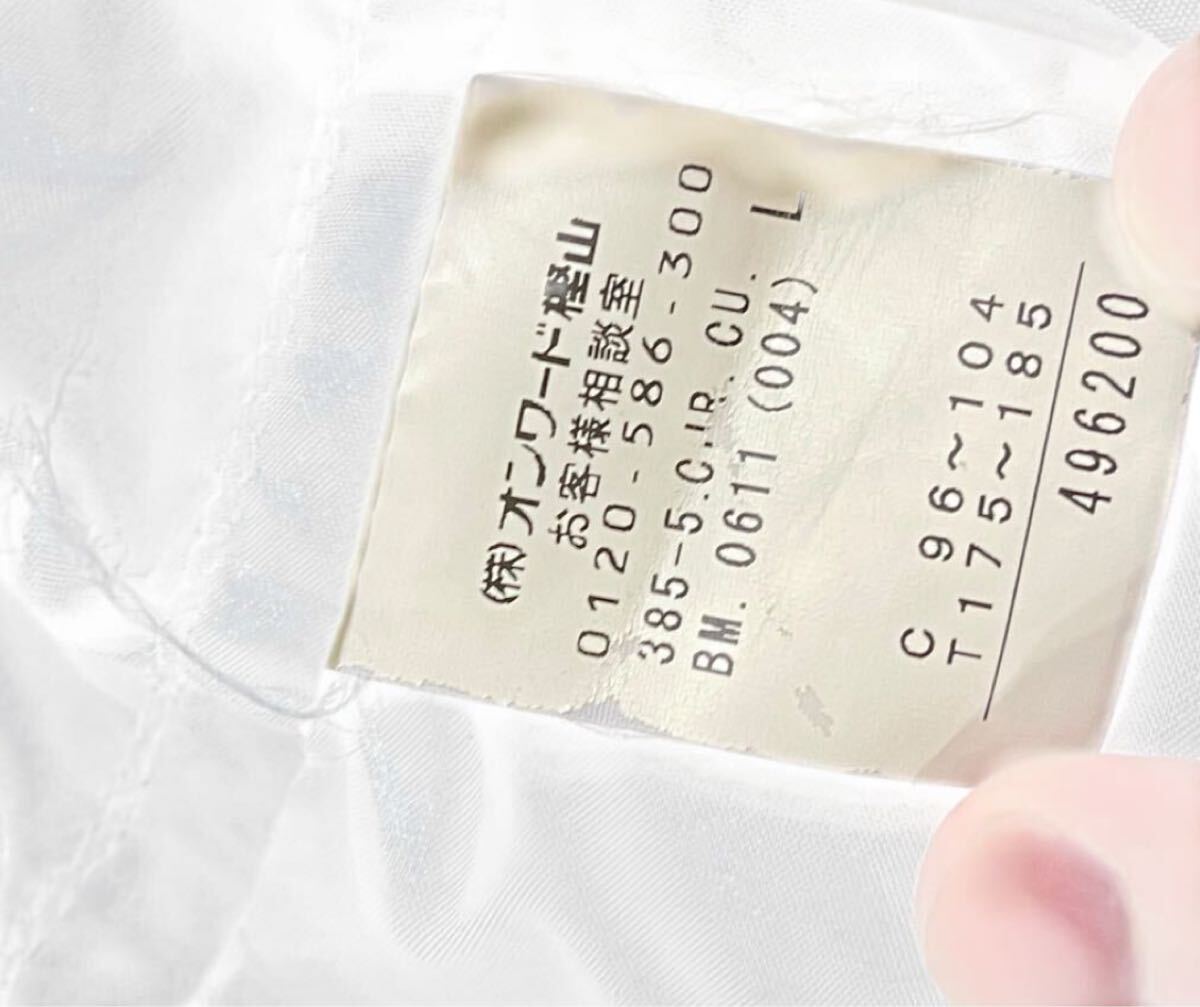 (株)オンワード樫山
お客様相談室
0120-586-300
385-5.C.JR. CU.
BM. 0611 (004) L
C 96~104
T175~185
496200